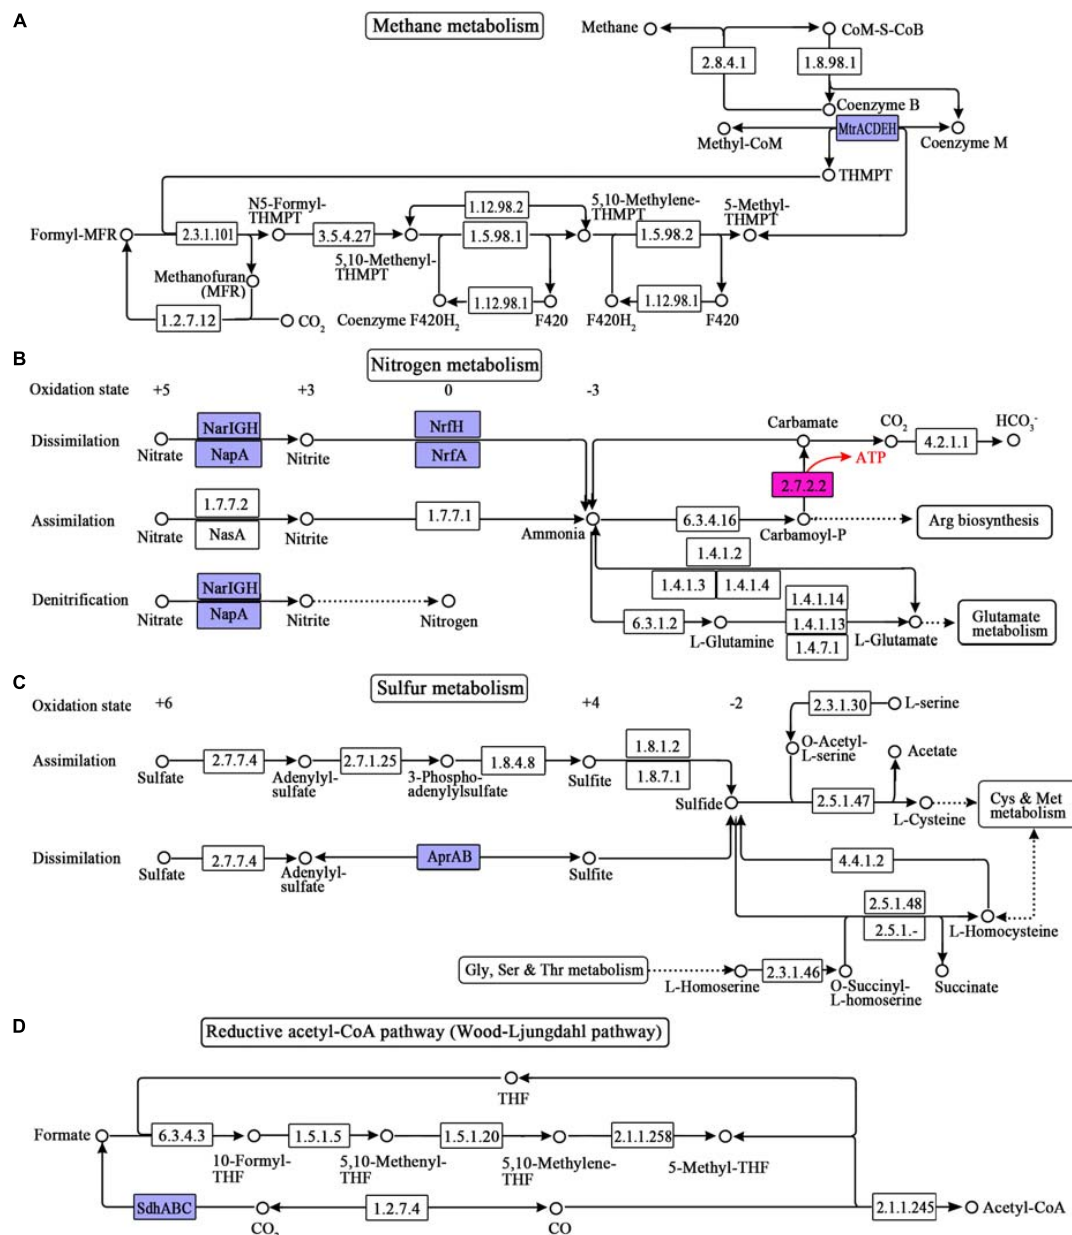 A
Methane metabolism
Methane
CoM-S-CoB
2.8.4.1
1.8.98.1
Coenzyme B
MtrACDEH
Methyl-CoM
Coenzyme M
THMPT
N5-Formyl-
THMPT
1.12.98.2
5,10-Methylene-
THMPT
5-Methyl-
THMPT
Formyl-MFR
2.3.1.101
3.5.4.27
1.5.98.1
1.5.98.2
5,10-Methenyl-
THMPT
Methanofuran
(MFR)
1.2.7.12
CO2
1.12.98.1
1.12.98.1
Coenzyme F420H2
F420
F420H2
F420
B
Nitrogen metabolism
Oxidation state +5 +3 0 -3
Dissimilation
NarIGH
NapA
NrfH
NrfA
Nitrate
Nitrite
Carbamate
CO2
4.2.1.1
HCO3-
ATP
2.7.2.2
Assimilation
1.7.7.2
NasA
1.7.7.1
Nitrate
Nitrite
Ammonia
6.3.4.16
Carbamoyl-P
Arg biosynthesis
1.4.1.2
1.4.1.3
1.4.1.4
Denitrification
NarIGH
NapA
Nitrate
Nitrite
Nitrogen
6.3.1.2
L-Glutamine
1.4.1.14
1.4.1.13
1.4.7.1
L-Glutamate
Glutamate
metabolism
C
Sulfur metabolism
Oxidation state +6 +4 -2
2.3.1.30
L-serine
O-Acetyl-
L-serine
Acetate
Assimilation
2.7.7.4
2.7.1.25
1.8.4.8
1.8.1.2
1.8.7.1
Sulfate
Adenylyl-
sulfate
3-Phospho-
adenylylsulfate
Sulfite
Sulfide
2.5.1.47
L-Cysteine
Cys & Met
metabolism
Dissimilation
2.7.7.4
AprAB
Sulfate
Adenylyl-
sulfate
Sulfite
4.4.1.2
2.5.1.48
2.5.1.-
L-Homocysteine
Gly, Ser & Thr metabolism
L-Homoserine
2.3.1.46
O-Succinyl-
L-homoserine
Succinate
D
Reductive acetyl-CoA pathway (Wood-Ljungdahl pathway)
THF
Formate
6.3.4.3
1.5.1.5
1.5.1.20
2.1.1.258
10-Formyl-
THF
5,10-Methenyl-
THF
5,10-Methylene-
THF
5-Methyl-THF
SdhABC
CO2
1.2.7.4
CO
2.1.1.245
Acetyl-CoA